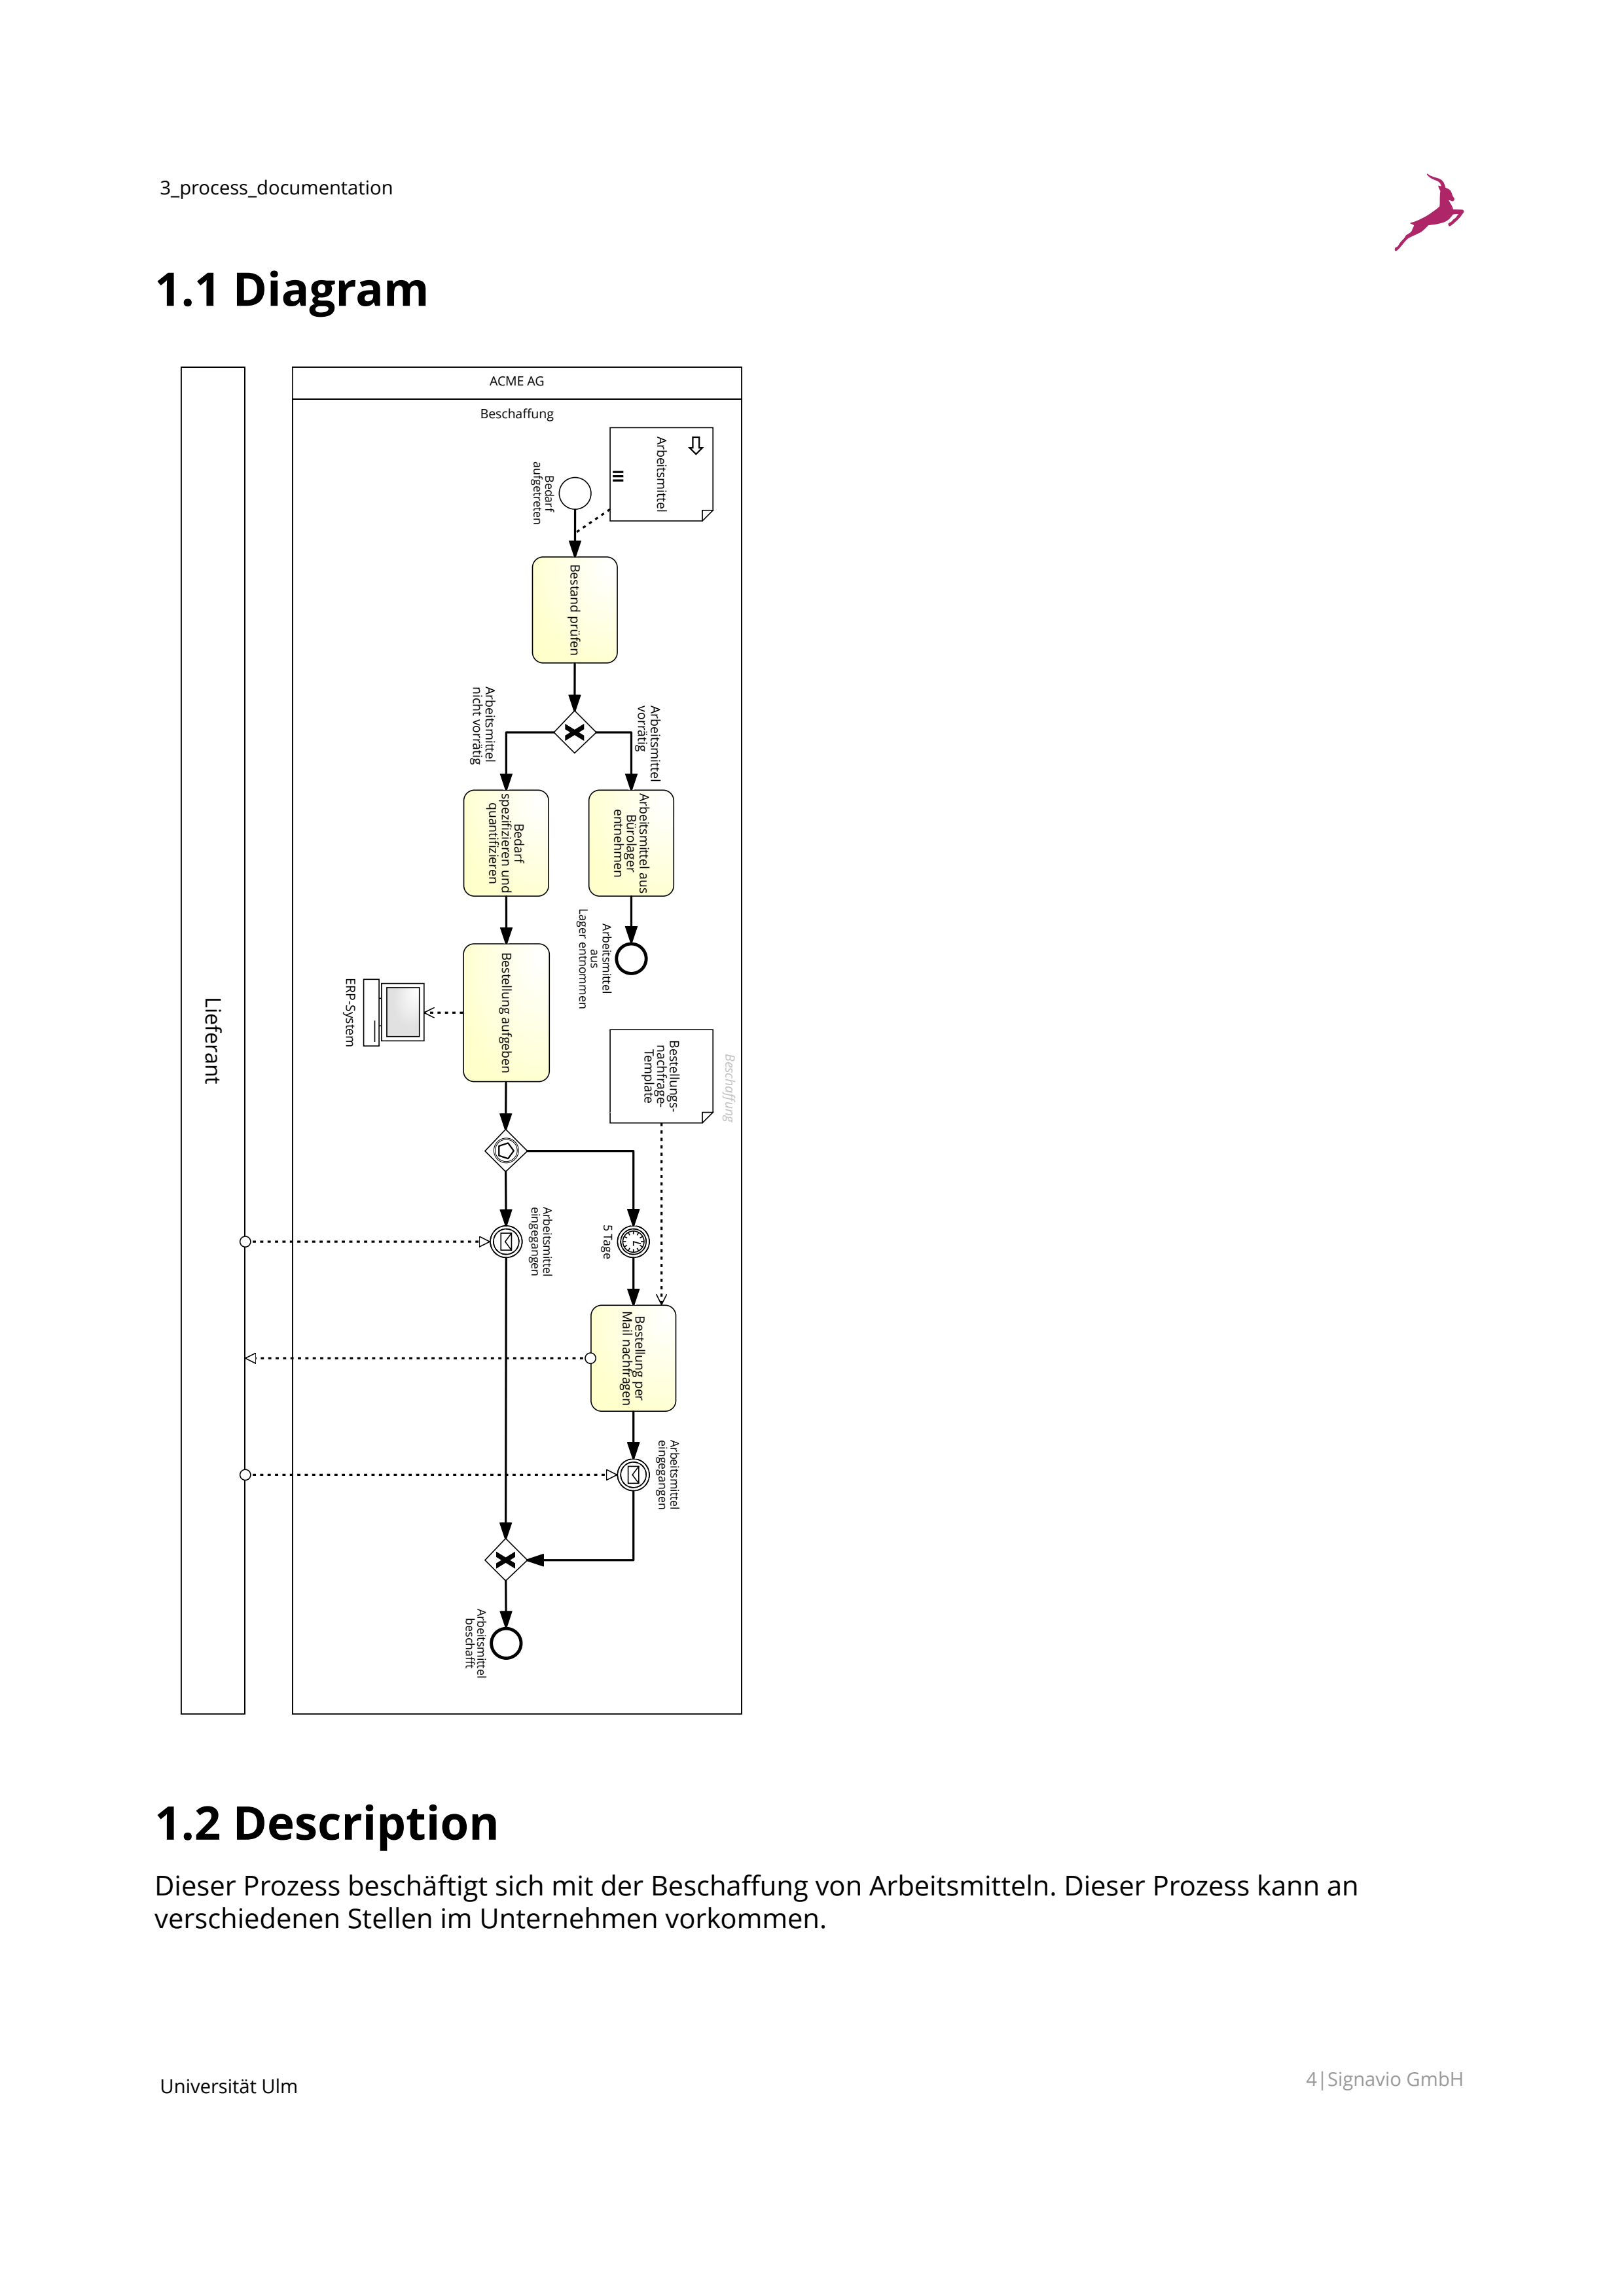 3_process_documentation
1.1 Diagram
ACME AG
Beschaffung
Arbeitsmittel
Bedarf
aufgetreten
Bestand prüfen
Arbeitsmittel
vorrätig
Arbeitsmittel
nicht vorrätig
Arbeitsmittel aus
Bürolager
entnehmen
Bedarf
spezifizieren und
quantifizieren
Arbeitsmittel
aus
Lager entnommen
Bestellung aufgeben
ERP-System
Lieferant
Beschaffung
Bestellungs-
nachfrage-
Template
5 Tage
Arbeitsmittel
eingegangen
Bestellung per
Mail nachfragen
Arbeitsmittel
eingegangen
Arbeitsmittel
beschafft
1.2 Description
Dieser Prozess beschäftigt sich mit der Beschaffung von Arbeitsmitteln. Dieser Prozess kann an
verschiedenen Stellen im Unternehmen vorkommen.
Universität Ulm
4|Signavio GmbH